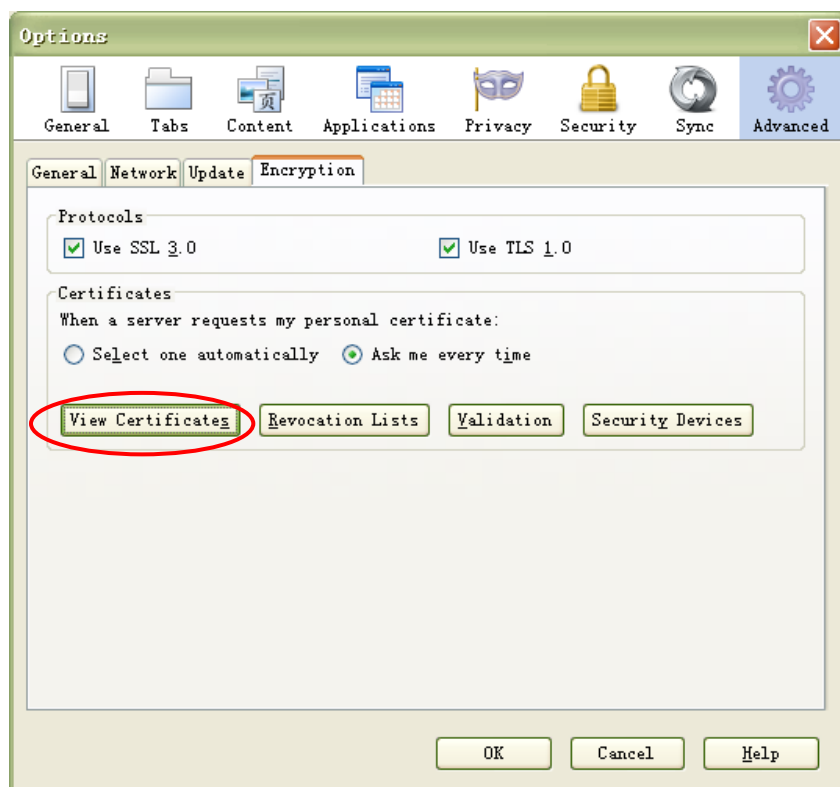 Options
General Tabs Content Applications Privacy Security Sync Advanced
页
General Network Update Encryption
Protocols
Use SSL 3.0 Use TLS 1.0
Certificates
When a server requests my personal certificate:
Select one automatically Ask me every time
View Certificates Revocation Lists Validation Security Devices
OK Cancel Help